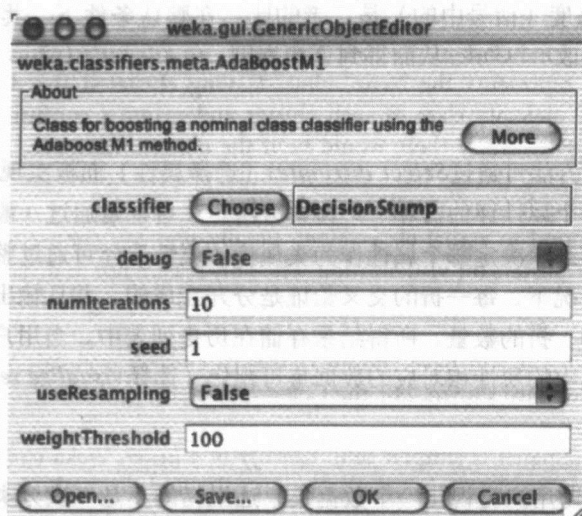 weka.gui.GenericObjectEditor
weka.classifiers.meta.AdaBoostM1
About
Class for boosting a nominal class classifier using the
Adaboost M1 method.
More
classifier Choose DecisionStump
debug False
numIterations 10
seed 1
useResampling False
weightThreshold 100
Open... Save... OK Cancel